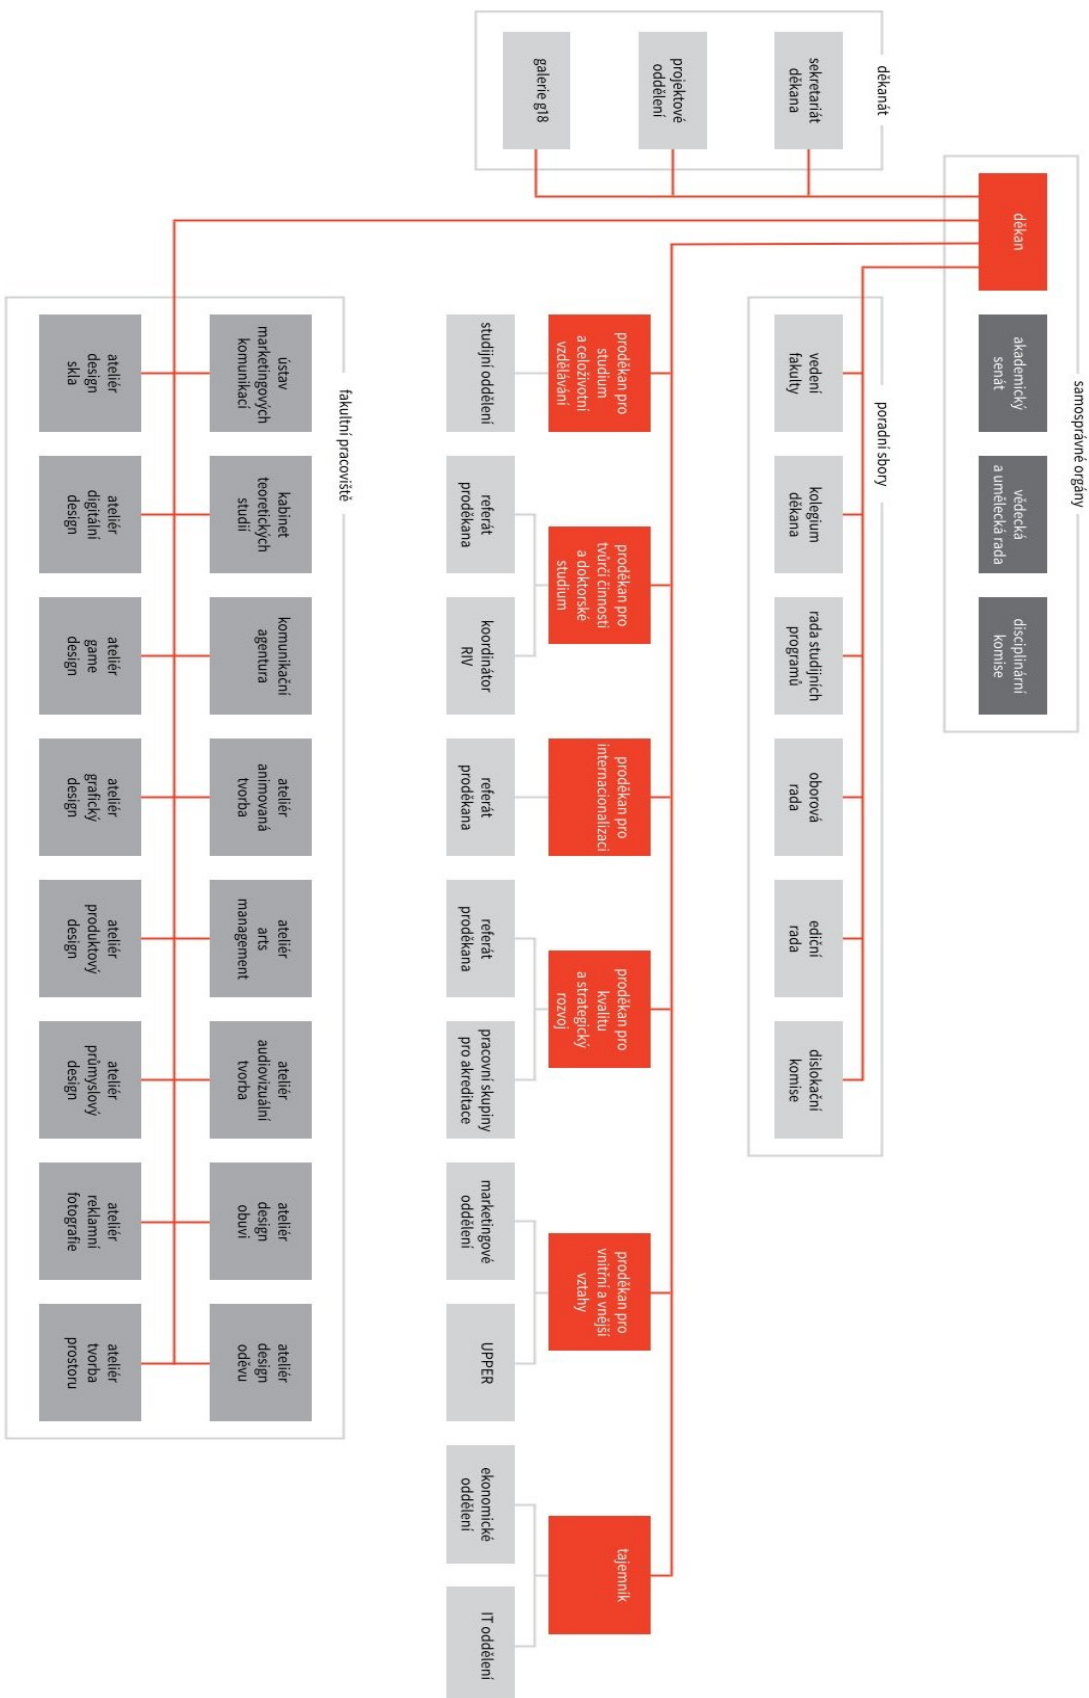 samosprávné orgány
děkan
akademický
senát
vědecká
a umělecká rada
disciplinární
komise
děkanát
sekretariát
děkana
projektové
oddělení
galerie g18
poradní sbory
vedení
fakulty
kolegium
děkana
rada studijních
programů
oborová
rada
ediční
rada
dislokační
komise
proděkan pro
studium
a celoživotní
vzdělávání
proděkan pro
tvůrčí činnosti
a doktorské
studium
proděkan pro
internacionalizaci
proděkan pro
kvalitu
a strategický
rozvoj
proděkan pro
vnitřní a vnější
vztahy
tajemník
studijní oddělení
referát
proděkana
koordinátor
RIV
referát
proděkana
referát
proděkana
pracovní skupiny
pro akreditace
marketingové
oddělení
UPPER
ekonomické
oddělení
IT oddělení
fakultní pracoviště
ústav
marketingových
komunikací
kabinet
teoretických
studií
komunikační
agentura
ateliér
animovaná
tvorba
ateliér
arts
management
ateliér
audiovizuální
tvorba
ateliér
design
obuvi
ateliér
design
oděvu
ateliér
design
skla
ateliér
digitální
design
ateliér
game
design
ateliér
grafický
design
ateliér
produktový
design
ateliér
průmyslový
design
ateliér
reklamní
fotografie
ateliér
tvorba
prostoru